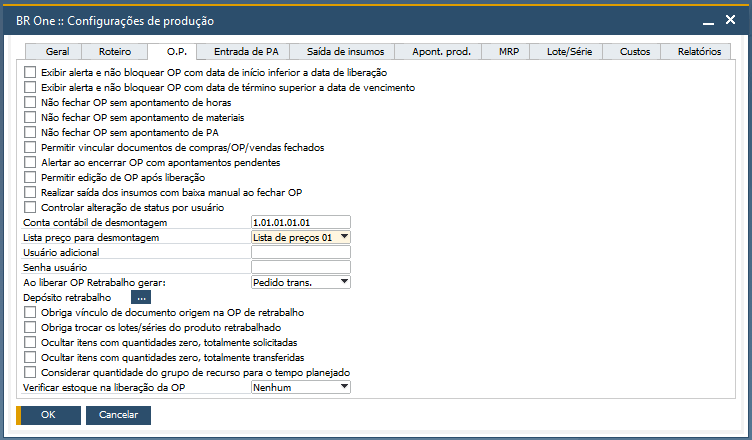 BR One :: Configurações de produção
Geral Roteiro O.P. Entrada de PA Saída de insumos Apont. prod. MRP Lote/Série Custos Relatórios
Exibir alerta e não bloquear OP com data de início inferior a data de liberação
Exibir alerta e não bloquear OP com data de término superior a data de vencimento
Não fechar OP sem apontamento de horas
Não fechar OP sem apontamento de materiais
Não fechar OP sem apontamento de PA
Permitir vincular documentos de compras/OP/vendas fechados
Alertar ao encerrar OP com apontamentos pendentes
Permitir edição de OP após liberação
Realizar saída dos insumos com baixa manual ao fechar OP
Controlar alteração de status por usuário
Conta contábil de desmontagem 1.01.01.01.01
Lista preço para desmontagem Lista de preços 01
Usuário adicional
Senha usuário
Ao liberar OP Retrabalho gerar: Pedido trans.
Depósito retrabalho ...
Obriga vínculo de documento origem na OP de retrabalho
Obriga trocar os lotes/séries do produto retrabalhado
Ocultar itens com quantidades zero, totalmente solicitadas
Ocultar itens com quantidades zero, totalmente transferidas
Considerar quantidade do grupo de recurso para o tempo planejado
Verificar estoque na liberação da OP Nenhum
OK Cancelar